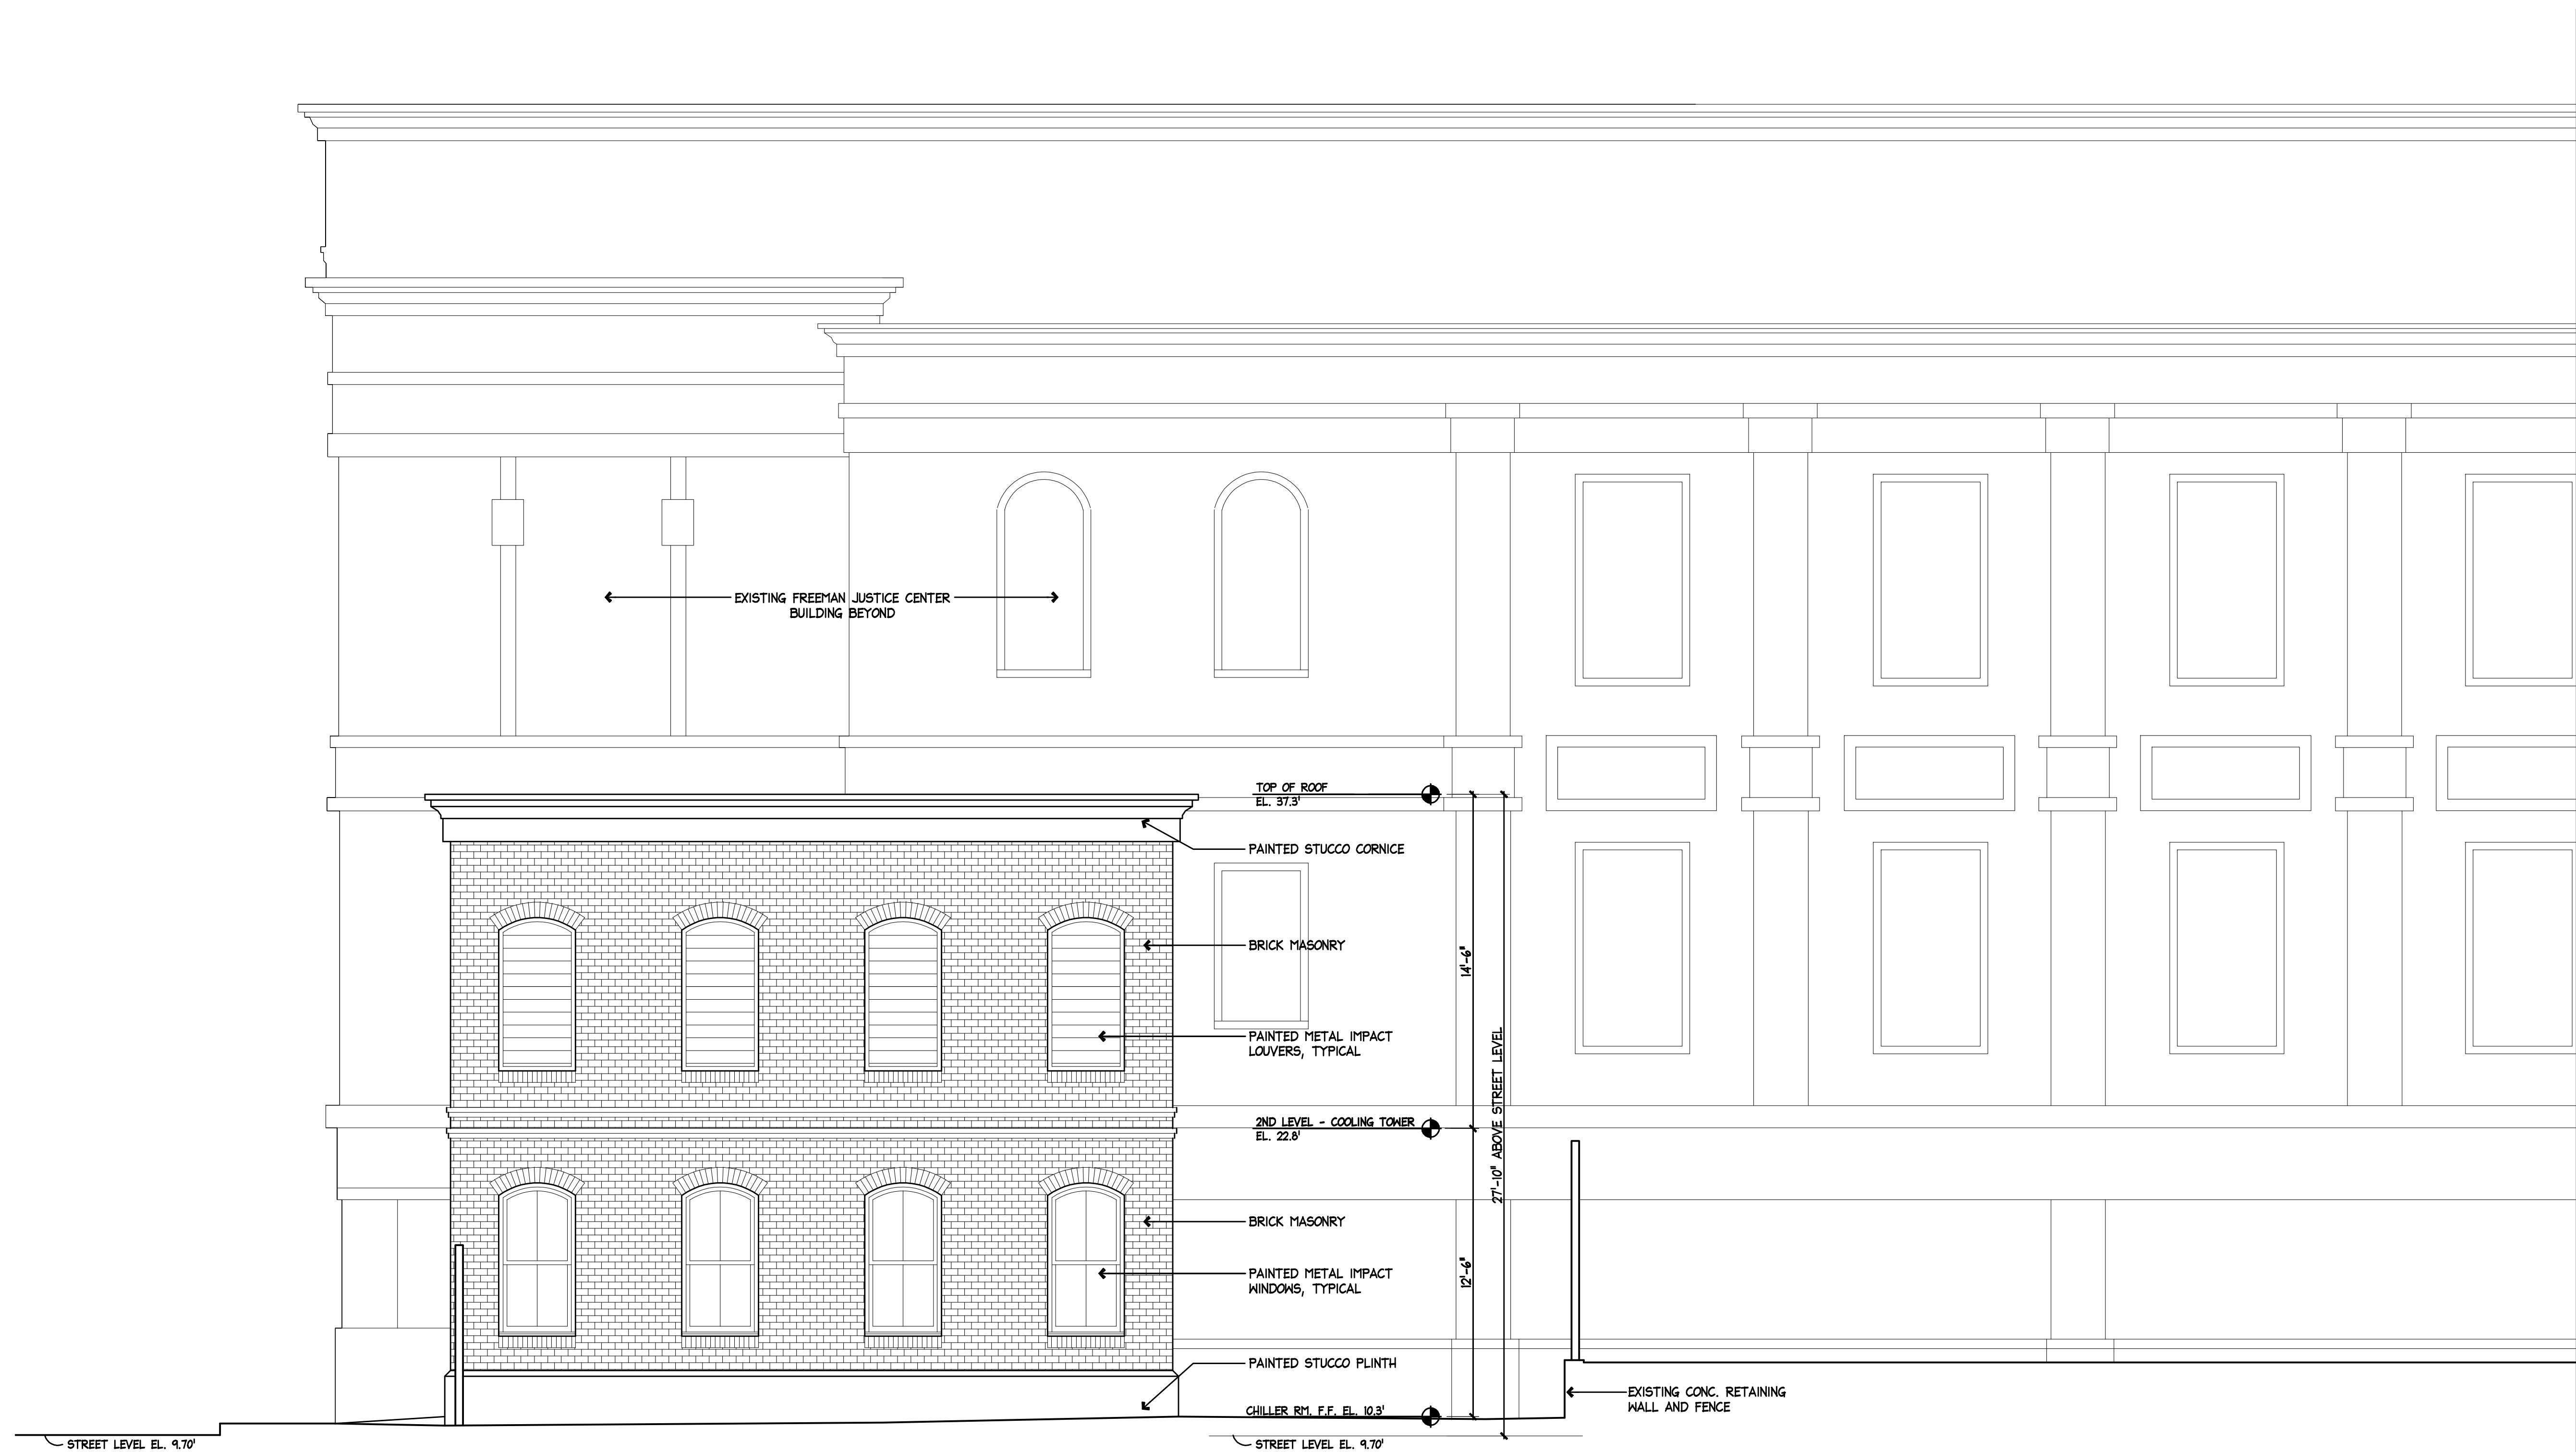 EXISTING FREEMAN JUSTICE CENTER
BUILDING BEYOND
TOP OF ROOF
EL. 37.3'
PAINTED STUCCO CORNICE
BRICK MASONRY
14'-6"
PAINTED METAL IMPACT
LOUVERS, TYPICAL
27'-10" ABOVE STREET LEVEL
2ND LEVEL - COOLING TOWER
EL. 22.8'
BRICK MASONRY
12'-6"
PAINTED METAL IMPACT
WINDOWS, TYPICAL
PAINTED STUCCO PLINTH
EXISTING CONC. RETAINING
WALL AND FENCE
CHILLER RM. F.F. EL. 10.3'
STREET LEVEL EL. 9.70'
STREET LEVEL EL. 9.70'